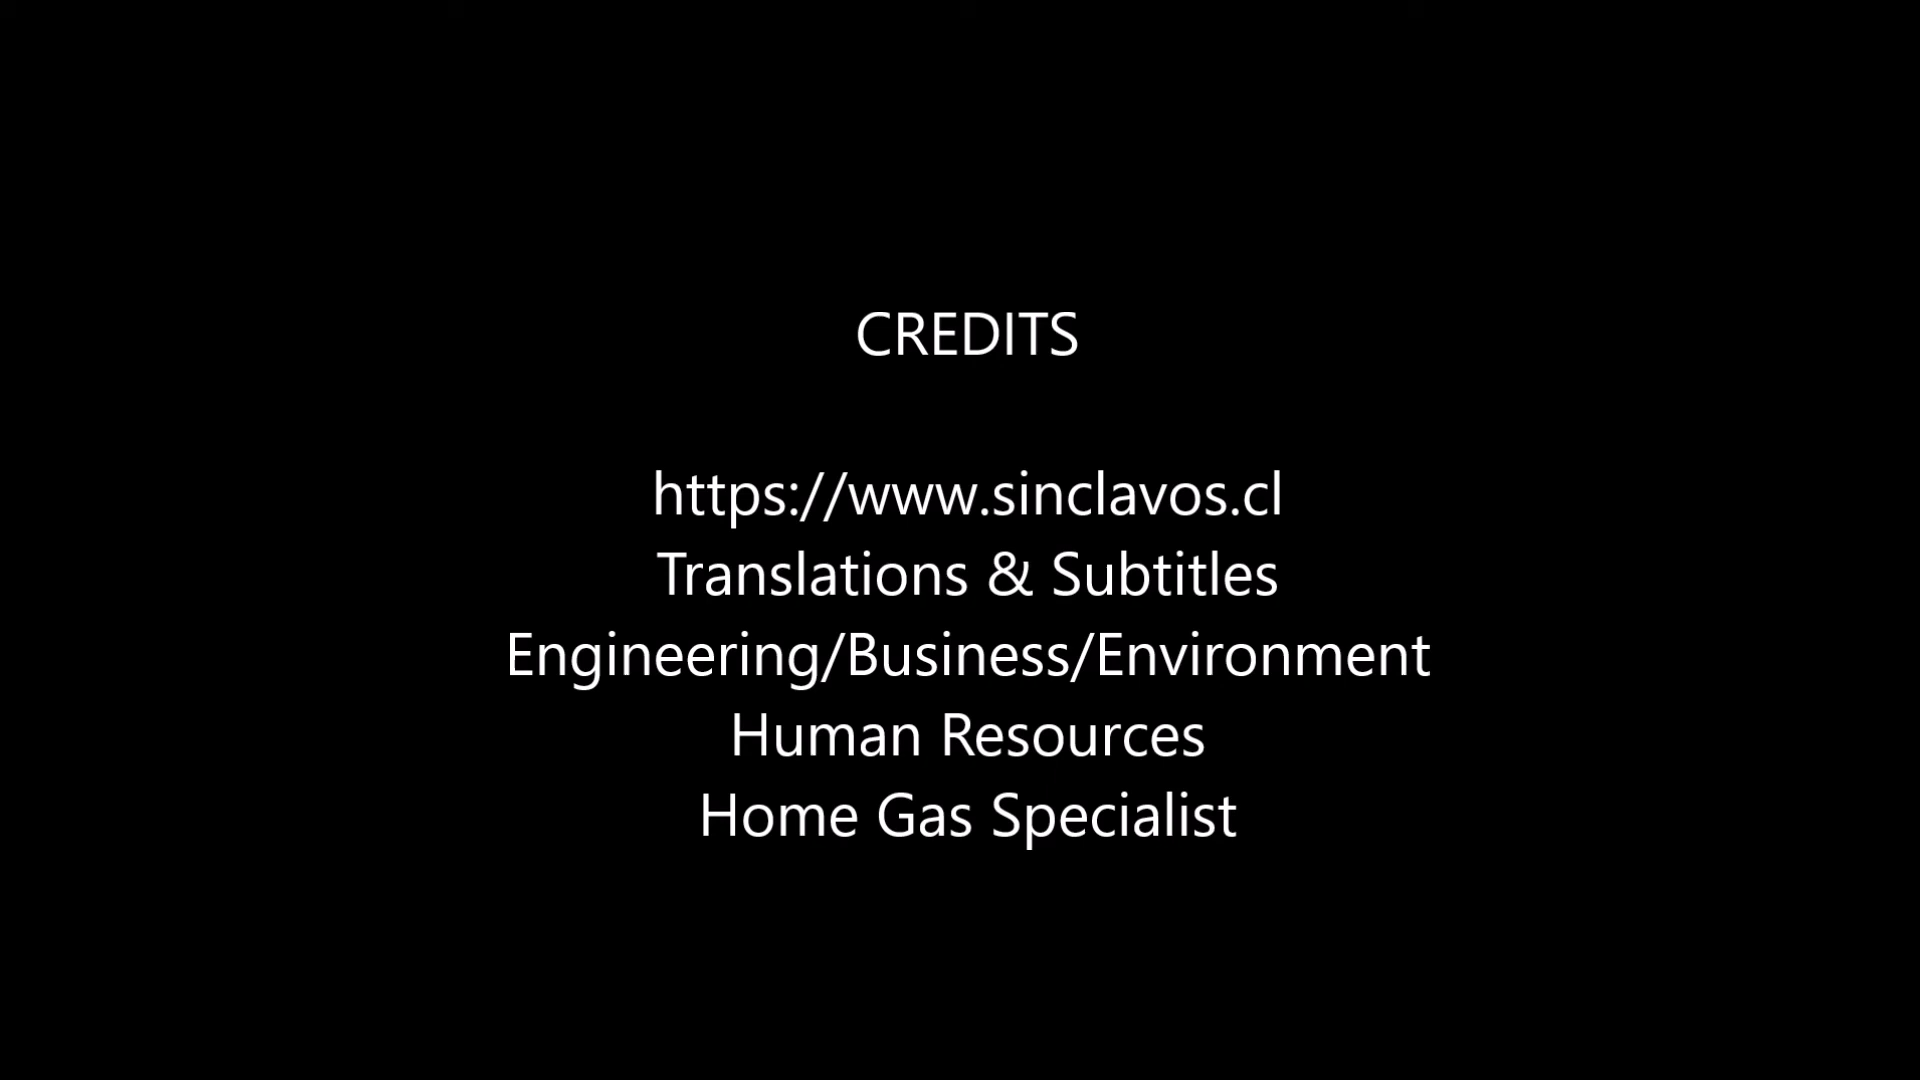 CREDITS
https://www.sinclavos.cl
Translations & Subtitles
Engineering/Business/Environment
Human Resources
Home Gas Specialist